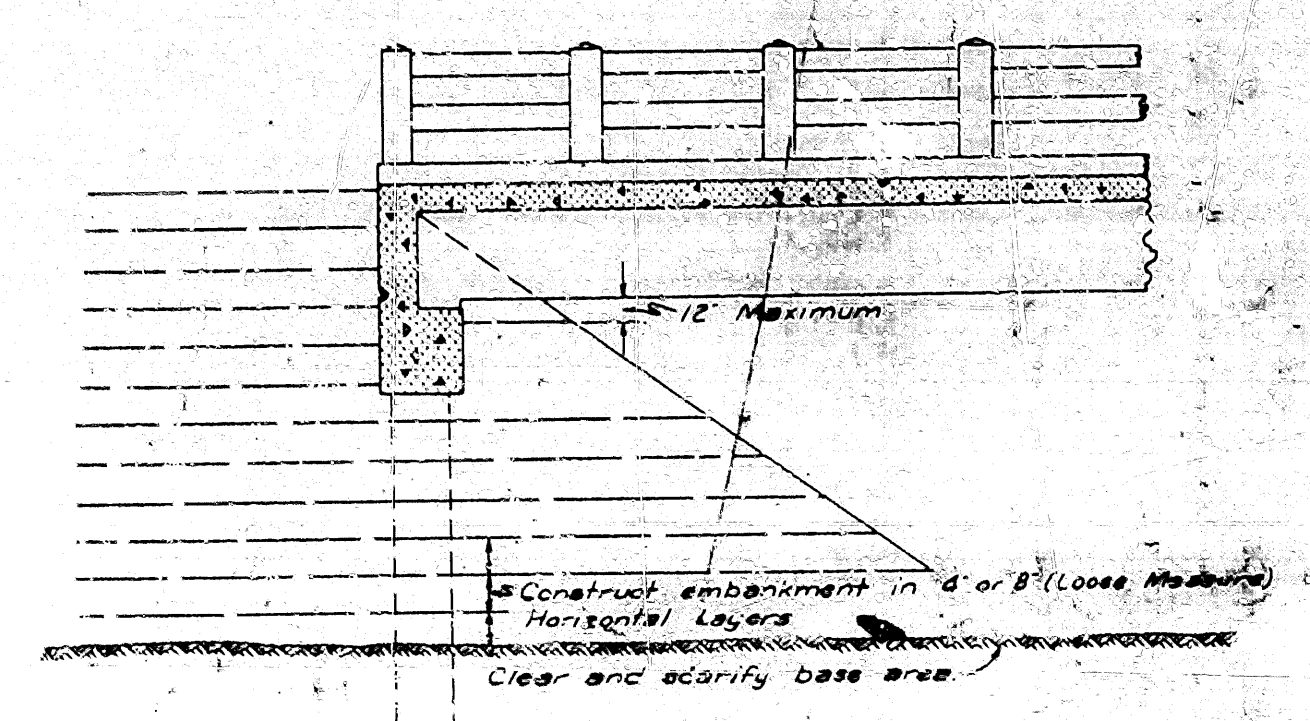 12" Maximum
Construct embankment in 4" or 8" (Loose Measure)
Horizontal Layers
Clear and scarify base area.